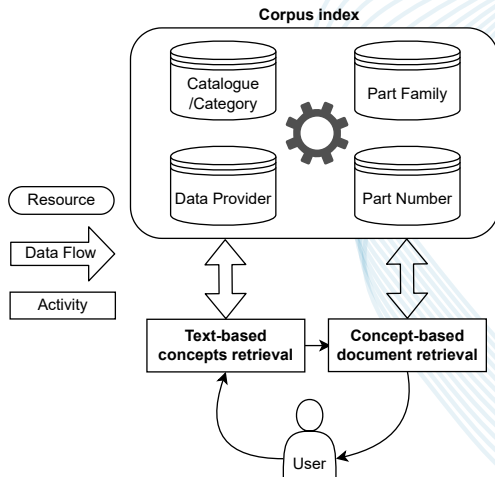 Corpus index
Catalogue
/Category
Part Family
Data Provider
Part Number
Resource
Data Flow
Activity
Text-based
concepts retrieval
Concept-based
document retrieval
User